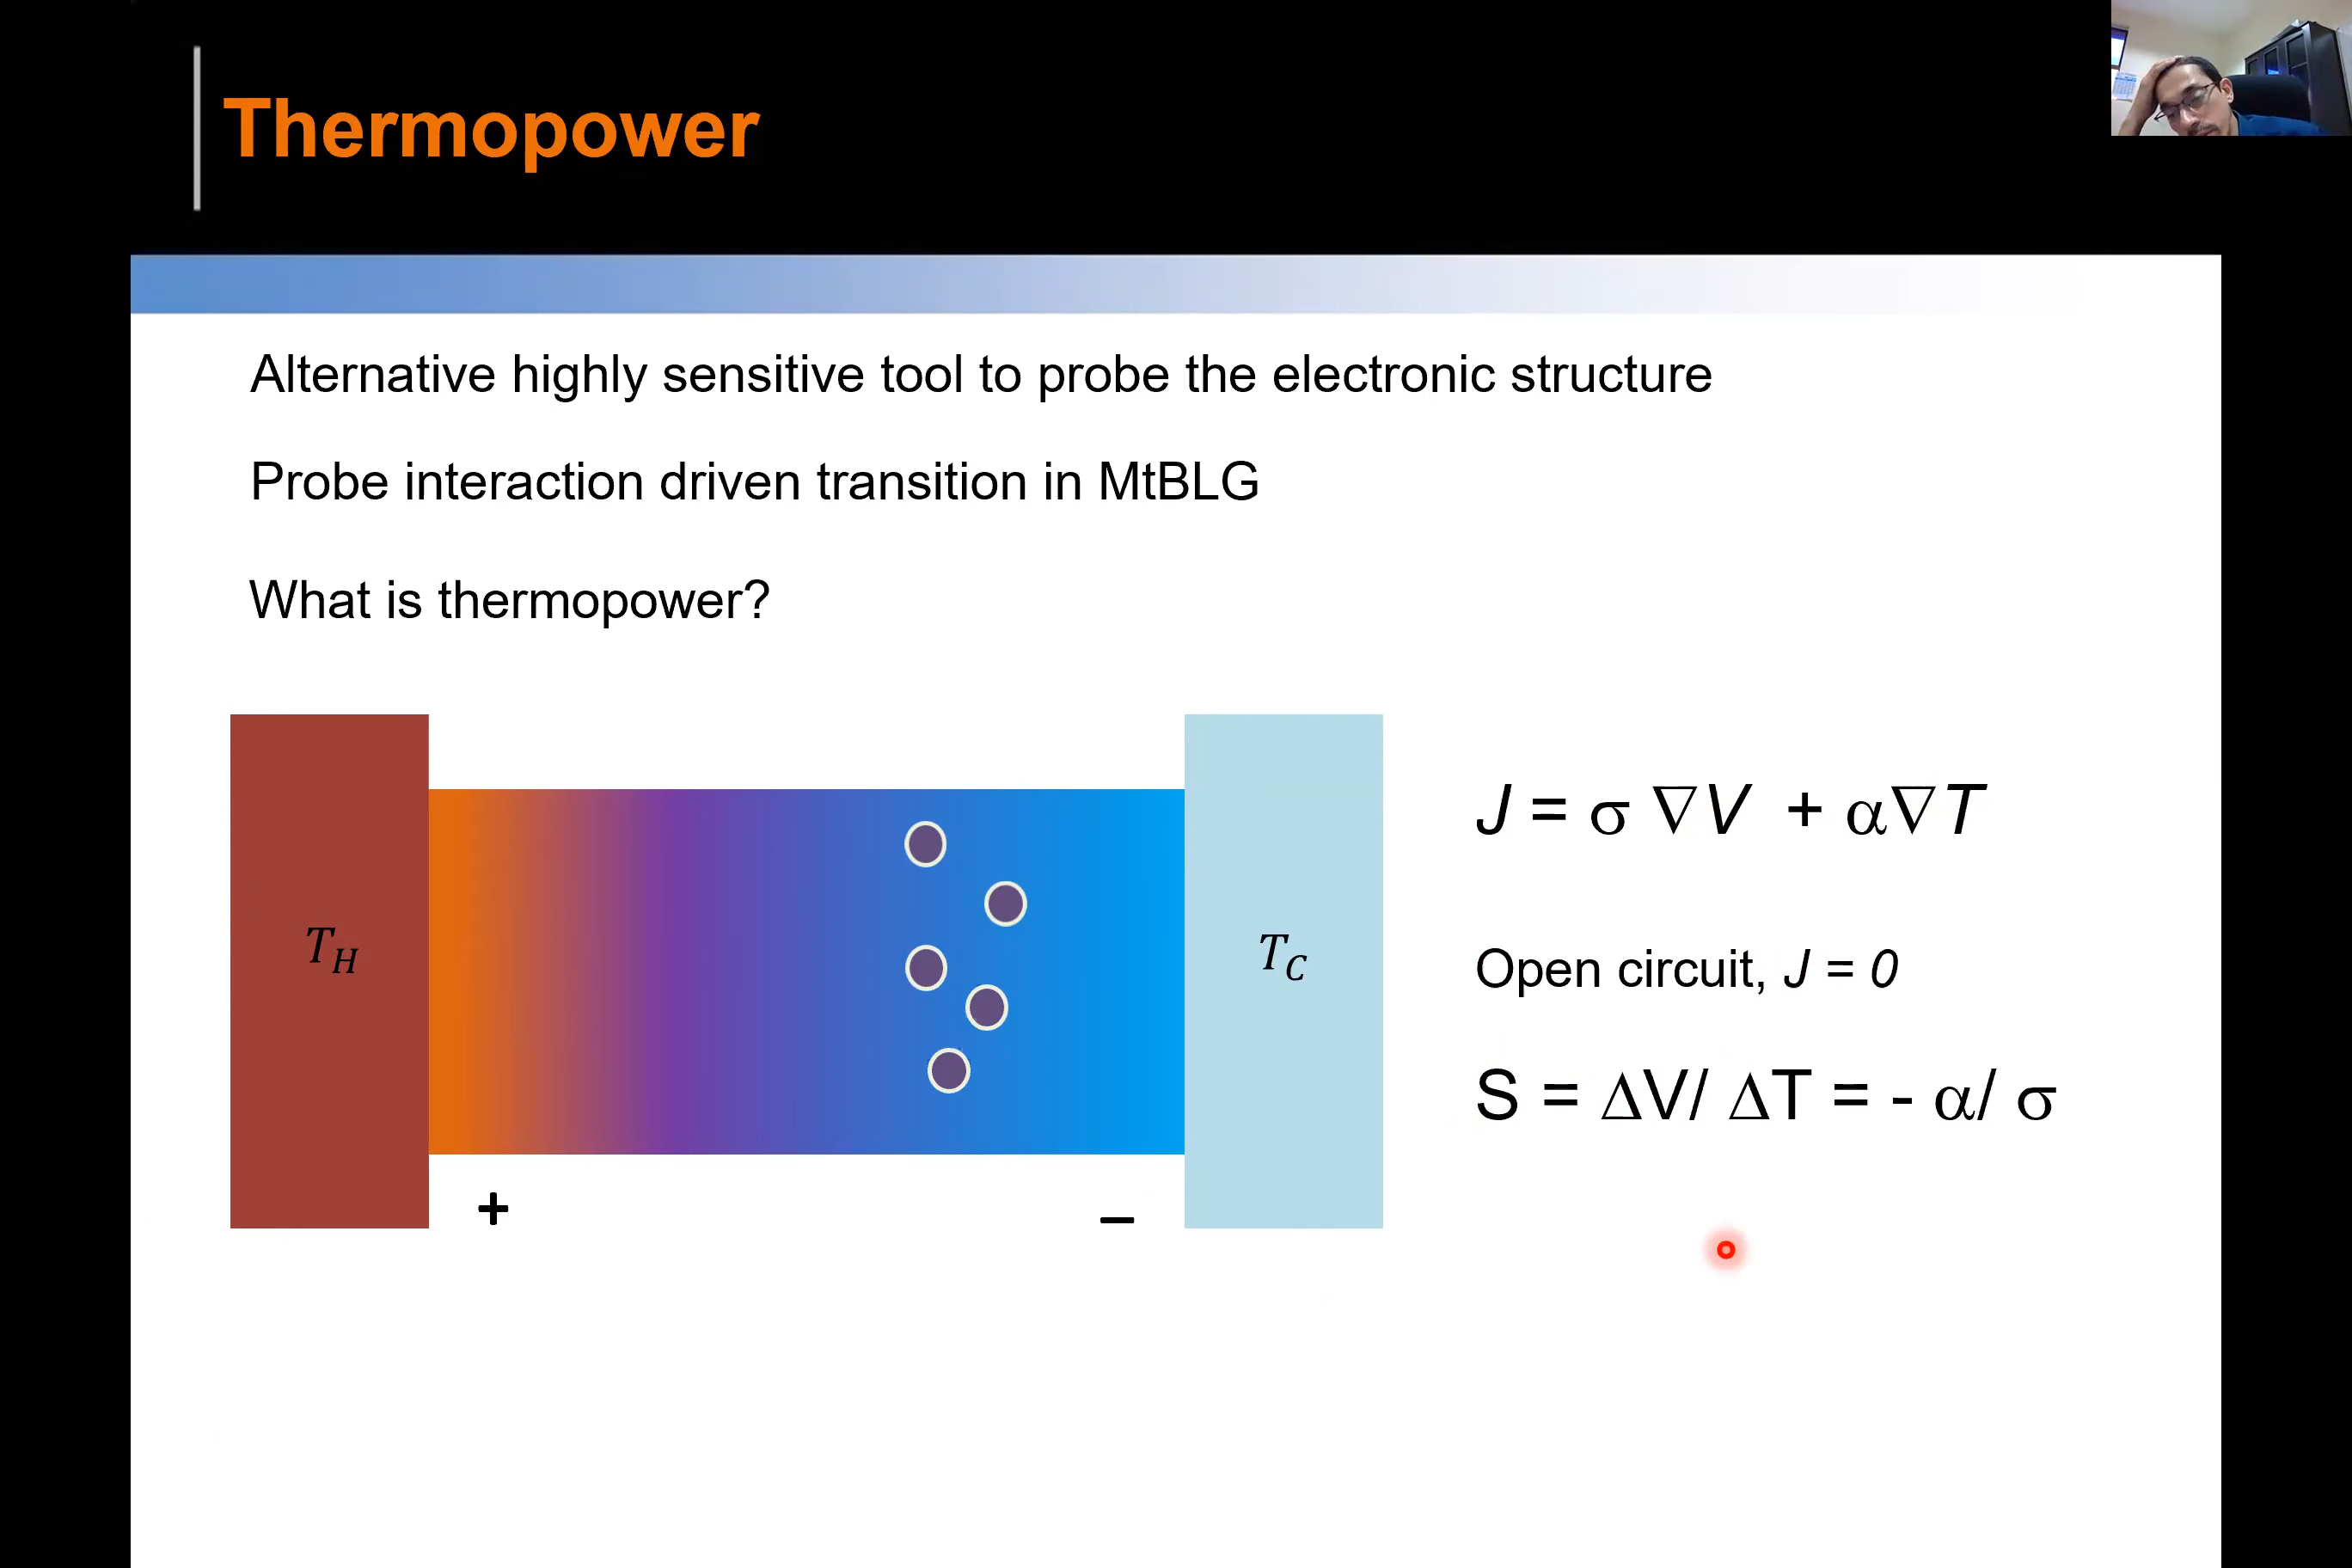 Thermopower
Alternative highly sensitive tool to probe the electronic structure
Probe interaction driven transition in MtBLG
What is thermopower?
J = σ ∇V + α∇T
T_H
T_C
Open circuit, J = 0
S = ΔV/ ΔT = - α/ σ
+
–